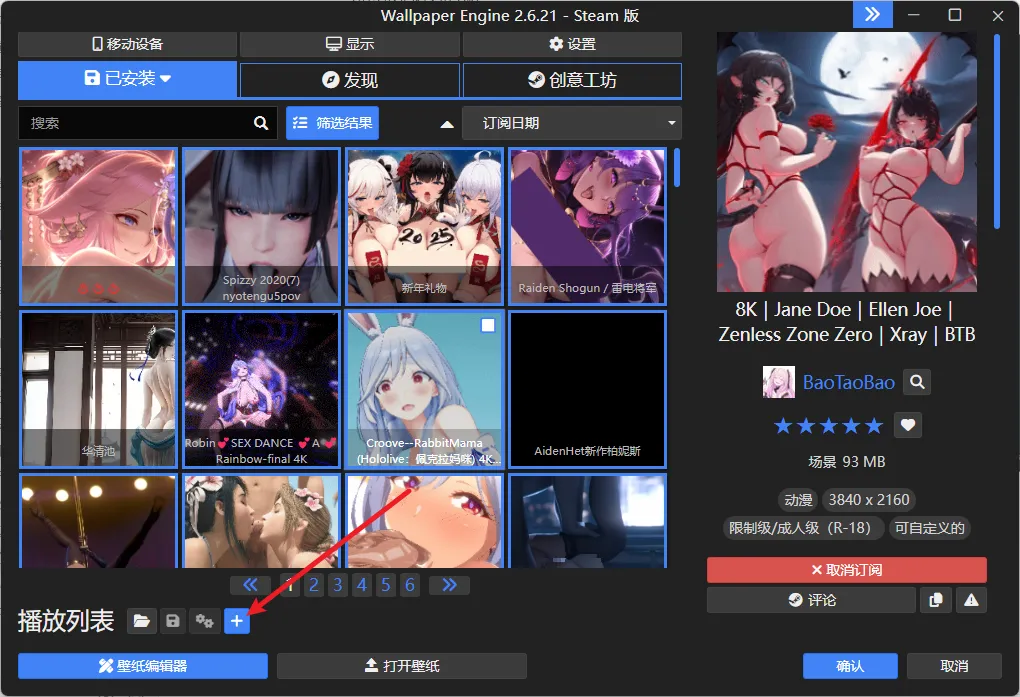 Wallpaper Engine 2.6.21 - Steam 版
移动设备
显示
设置
已安装
发现
创意工坊
搜索
筛选结果
订阅日期
Spizzy 2020(7)
nyotengu5pov
2025
新年礼物
Raiden Shogun / 雷电将军
华清池
Robin💕SEX DANCE 💕A💕
Rainbow-final 4K
Croove--RabbitMama
(Hololive：佩克拉妈咪) 4K...
AidenHet新作柏妮斯
1 2 3 4 5 6
播放列表
壁纸编辑器
打开壁纸
8K | Jane Doe | Ellen Joe |
Zenless Zone Zero | Xray | BTB
BaoTaoBao
场景 93 MB
动漫
3840 x 2160
限制级/成人级（R-18）
可自定义的
取消订阅
评论
确认
取消